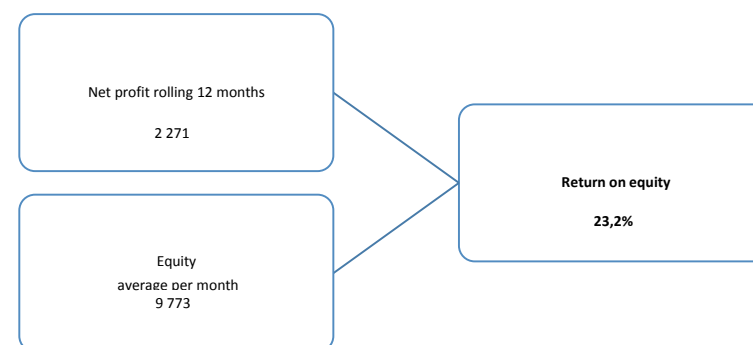 Net profit rolling 12 months
2 271
Return on equity
23,2%
Equity
average per month
9 773